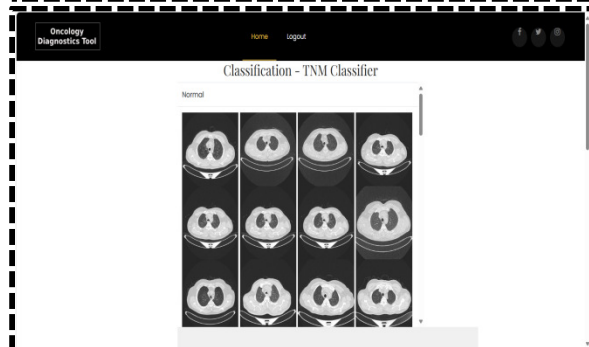 Oncology
Diagnostics Tool
Home
Logout
Classification - TNM Classifier
Normal